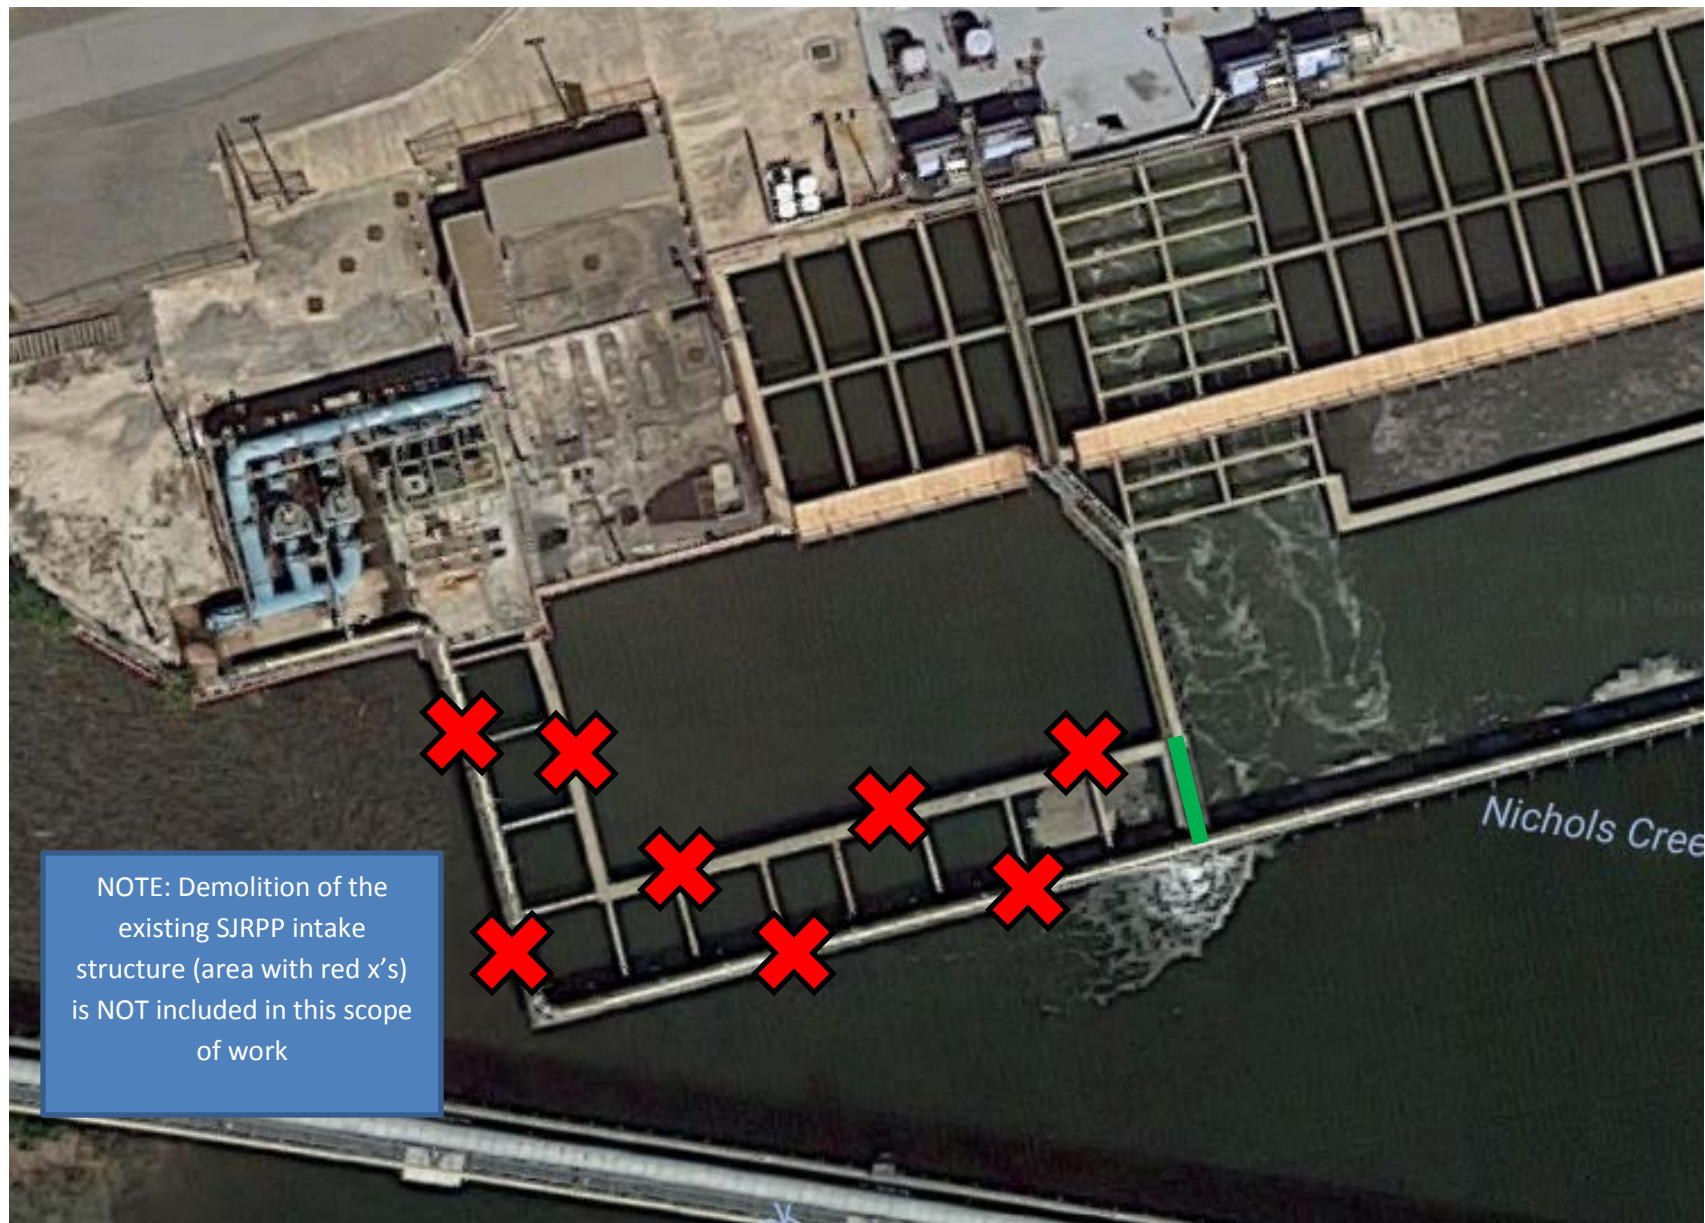 Nichols Cree
NOTE: Demolition of the
existing SJRPP intake
structure (area with red x's)
is NOT included in this scope
of work